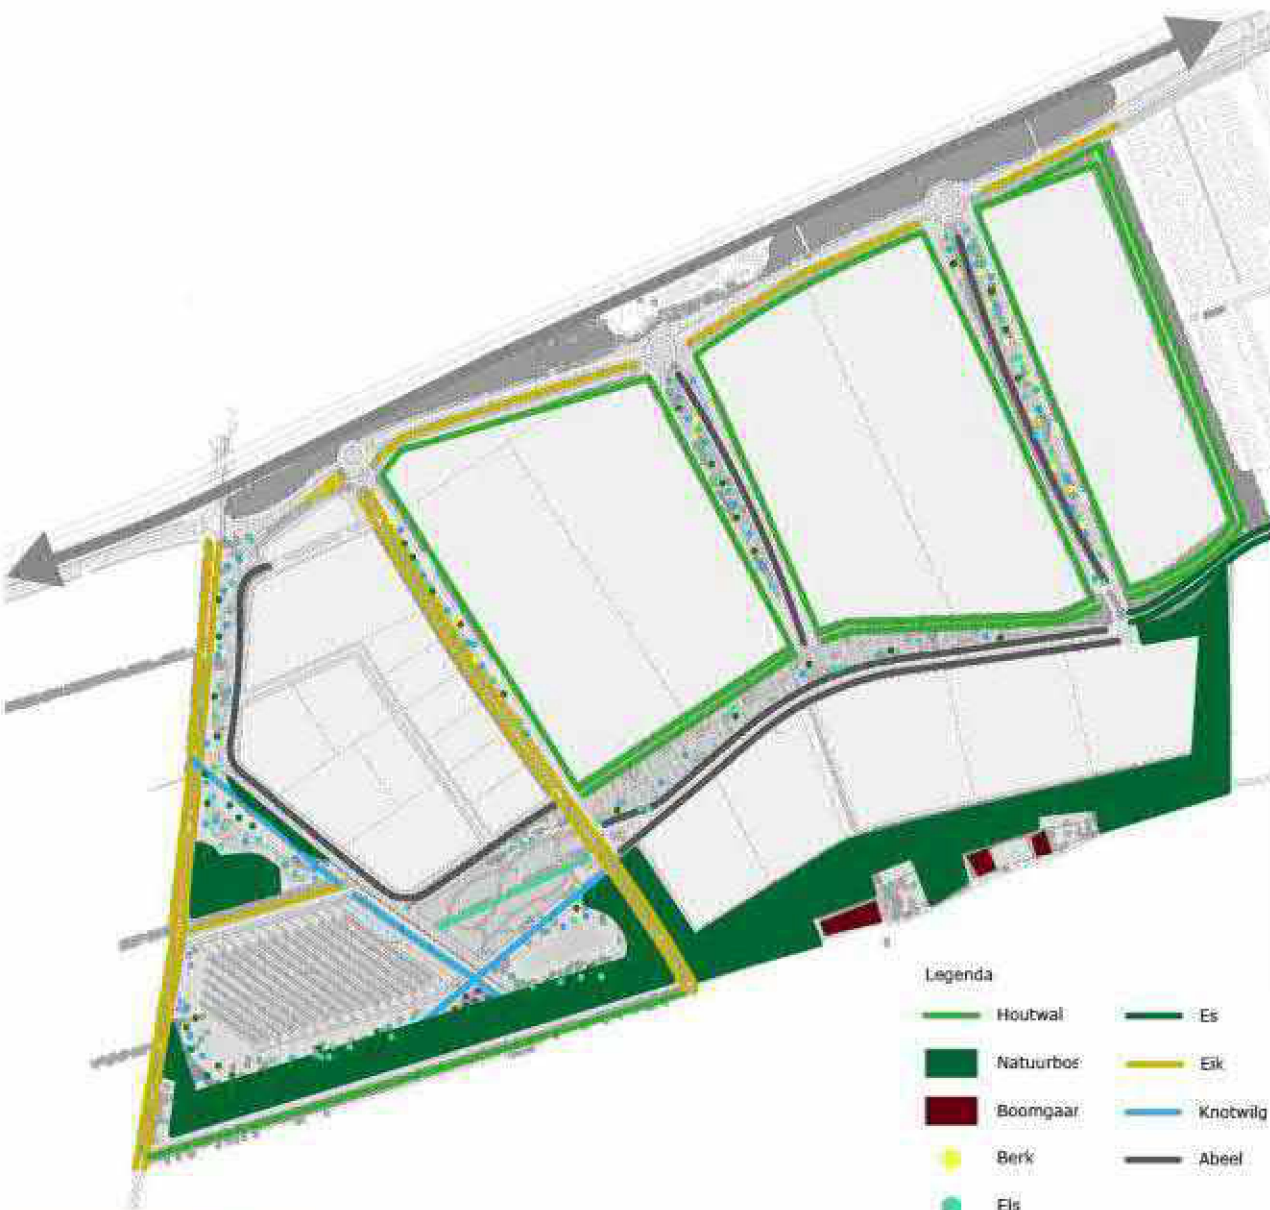 Legenda
Houtwal
Es
Natuurbos
Eik
Boomgaar
Knotwilg
Berk
Abeel
Els